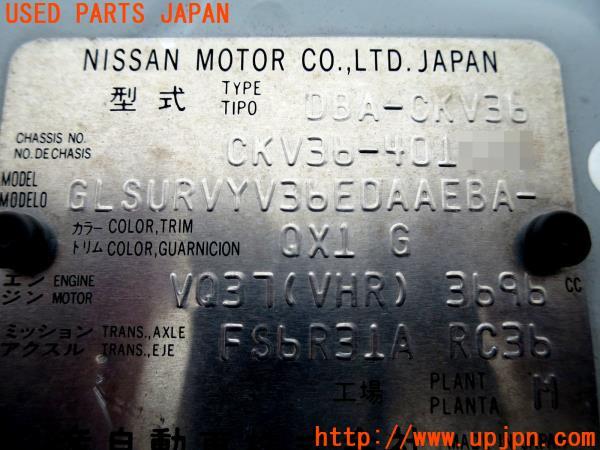 USED PARTS JAPAN
NISSAN MOTOR CO.,LTD.JAPAN
型式 TYPE TIPO DBA-CKV36
CHASSIS NO. NO.DE CHASIS CKV36-401
MODEL MODELO GLSURVYV36EDAAEBA-
カラー COLOR,TRIM
トリム COLOR,GUARNICION QX1 G
エン ENGINE
ジン MOTOR VQ37(VHR) 3696 CC
ミッション TRANS.,AXLE
アクスル TRANS.,EJE FS6R31A RC36
工場 PLANT PLANTA M
自動車
http://www.upjpn.com